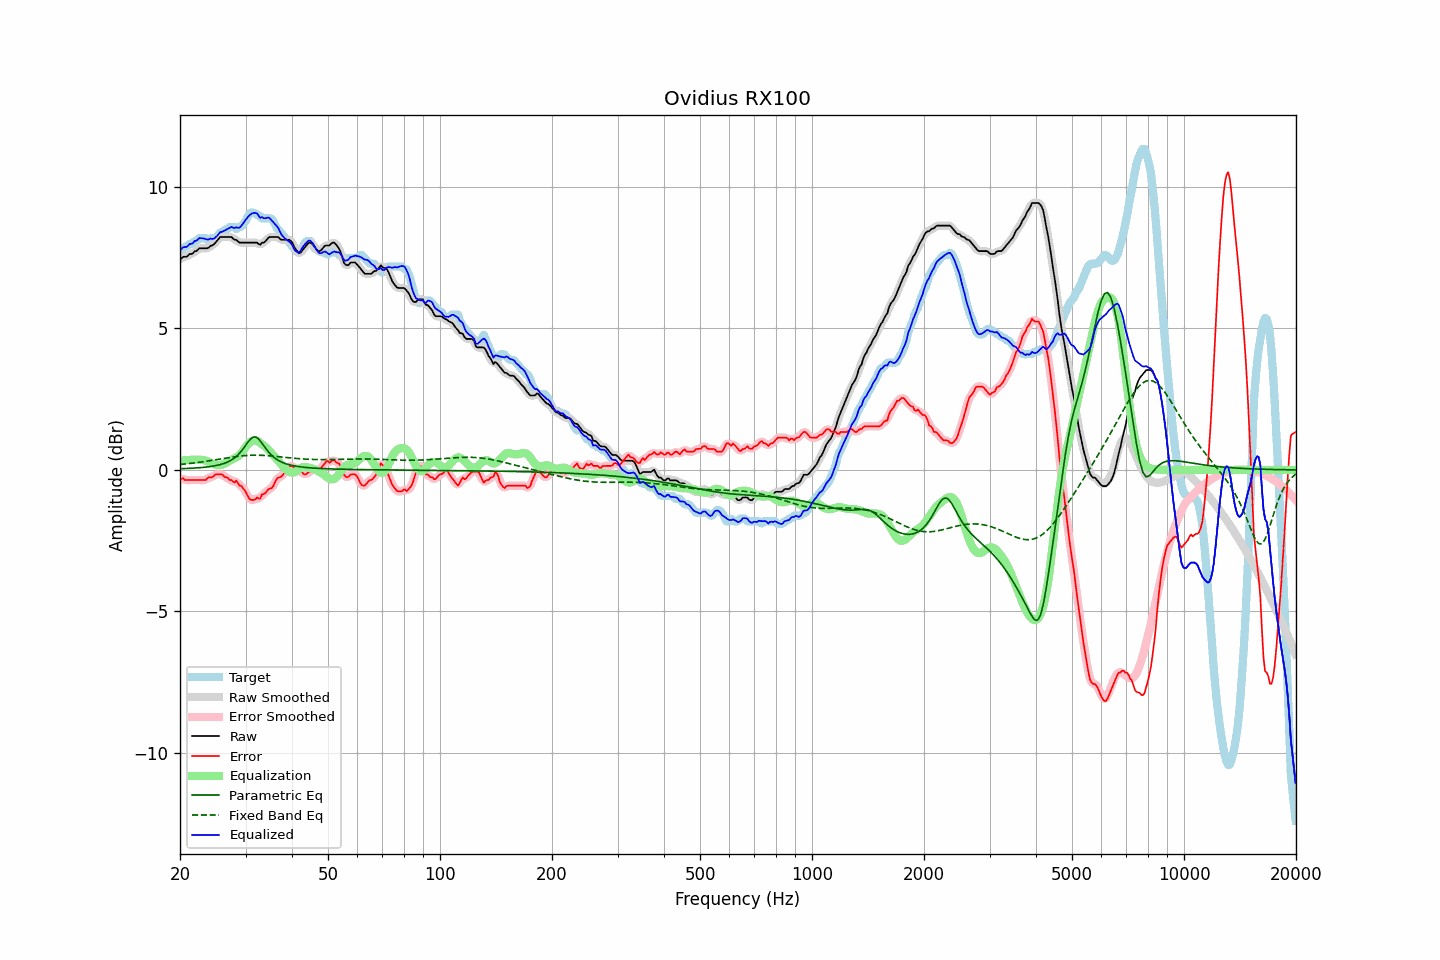 Ovidius RX100
Amplitude (dBr)
10
5
0
−5
−10
Target
Raw Smoothed
Error Smoothed
Raw
Error
Equalization
Parametric Eq
Fixed Band Eq
Equalized
20 50 100 200 500 1000 2000 5000 10000 20000
Frequency (Hz)